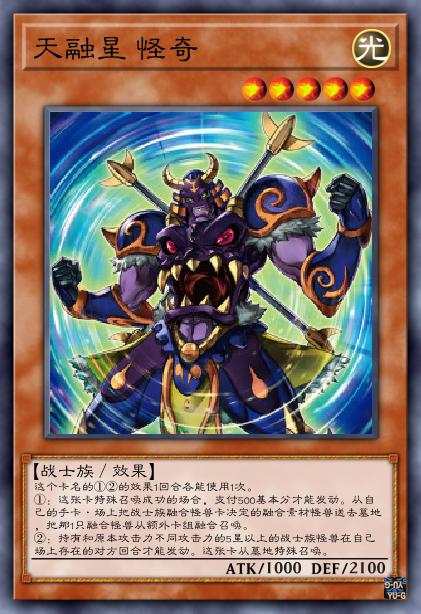 天融星 怪奇
光
【战士族／效果】
这个卡名的①②的效果1回合各能使用1次。
①：这张卡特殊召唤成功的场合，支付500基本分才能发动。从自
己的手卡·场上把战士族融合怪兽卡决定的融合素材怪兽送去墓地
，把那1只融合怪兽从额外卡组融合召唤。
②：持有和原本攻击力不同攻击力的5星以上的战士族怪兽在自己
场上存在的对方回合才能发动。这张卡从墓地特殊召唤。
ATK/1000 DEF/2100